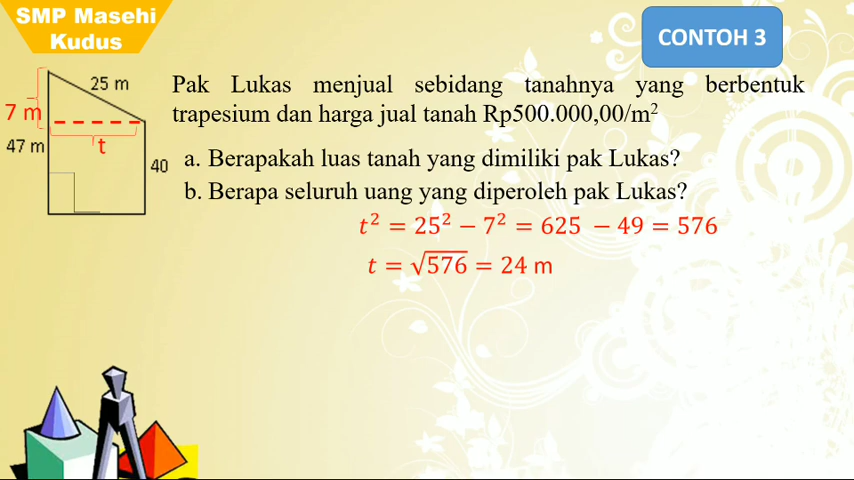 SMP Masehi
Kudus
CONTOH 3
25 m
7 m
t
47 m
40
Pak Lukas menjual sebidang tanahnya yang berbentuk
trapesium dan harga jual tanah Rp500.000,00/m²
a. Berapakah luas tanah yang dimiliki pak Lukas?
b. Berapa seluruh uang yang diperoleh pak Lukas?
t² = 25² − 7² = 625 − 49 = 576
t = √576 = 24 m